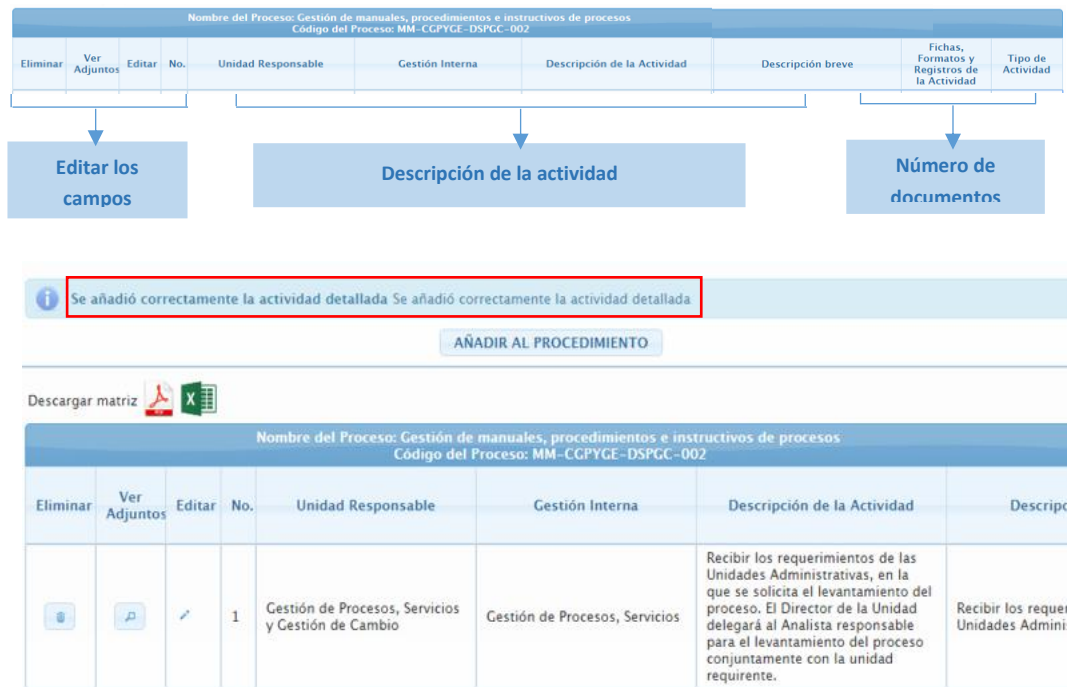 Nombre del Proceso: Gestión de manuales, procedimientos e instructivos de procesos
Código del Proceso: MM-CGPYGE-DSPGC-002
Eliminar
Ver
Adjuntos
Editar
No.
Unidad Responsable
Gestión Interna
Descripción de la Actividad
Descripción breve
Fichas,
Formatos y
Registros de
la Actividad
Tipo de
Actividad
Editar los
campos
Descripción de la actividad
Número de
documentos
Se añadió correctamente la actividad detallada Se añadió correctamente la actividad detallada
AÑADIR AL PROCEDIMIENTO
Descargar matriz
Nombre del Proceso: Gestión de manuales, procedimientos e instructivos de procesos
Código del Proceso: MM-CGPYGE-DSPGC-002
Eliminar
Ver
Adjuntos
Editar
No.
Unidad Responsable
Gestión Interna
Descripción de la Actividad
1
Gestión de Procesos, Servicios
y Gestión de Cambio
Gestión de Procesos, Servicios
Recibir los requerimientos de las
Unidades Administrativas, en la
que se solicita el levantamiento del
proceso. El Director de la Unidad
delegará al Analista responsable
para el levantamiento del proceso
conjuntamente con la unidad
requirente.
Recibir los
Unidades